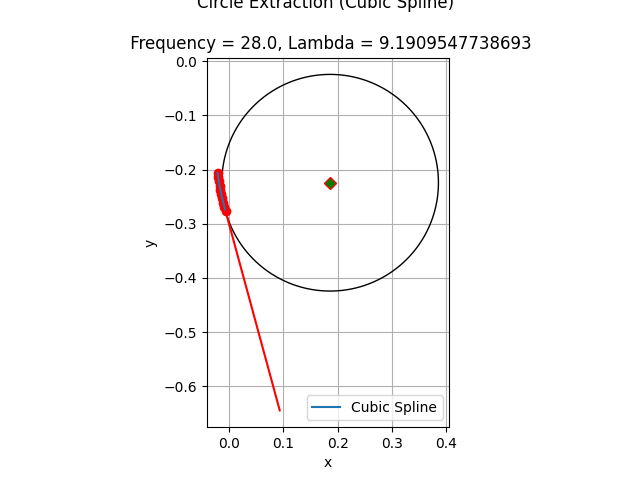 Circle Extraction (Cubic Spline)
Frequency = 28.0, Lambda = 9.1909547738693
0.0
−0.1
−0.2
−0.3
−0.4
−0.5
−0.6
y
Cubic Spline
0.0 0.1 0.2 0.3 0.4
x